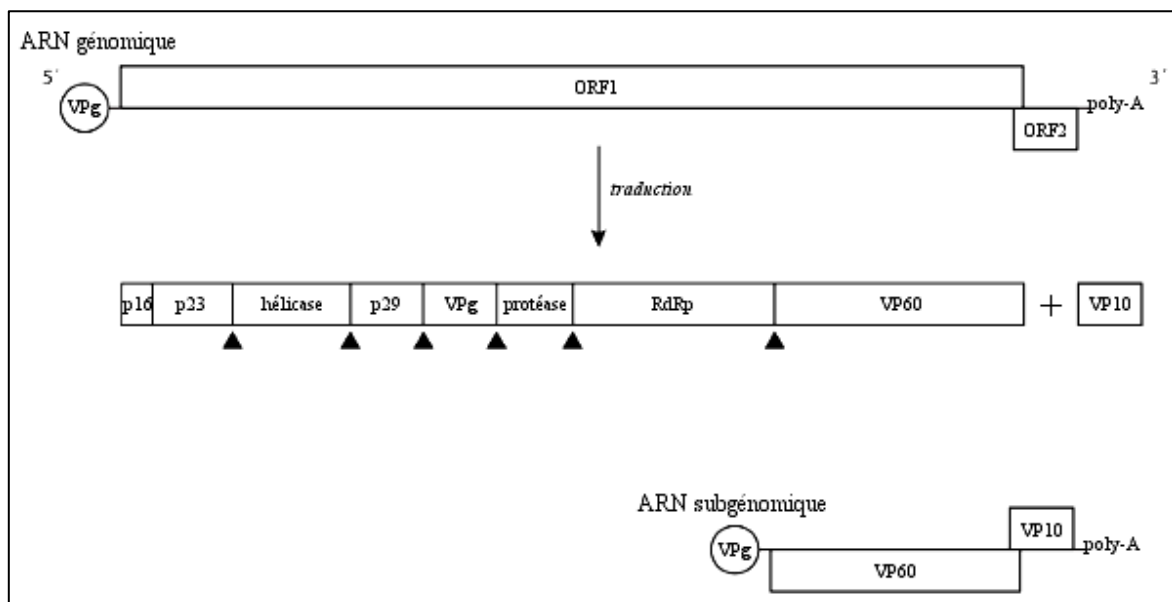 ARN génomique
5´ 3´
VPg ORF1 poly-A
ORF2
traduction
p16 p23 hélicase p29 VPg protéase RdRp VP60 + VP10
ARN subgénomique
VP10
VPg poly-A
VP60